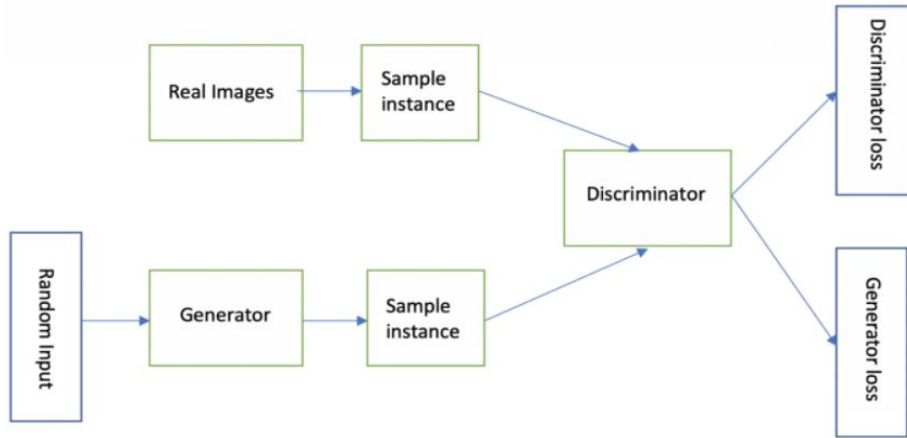 Real Images
Sample
instance
Discriminator loss
Discriminator
Random Input
Generator
Sample
instance
Generator loss